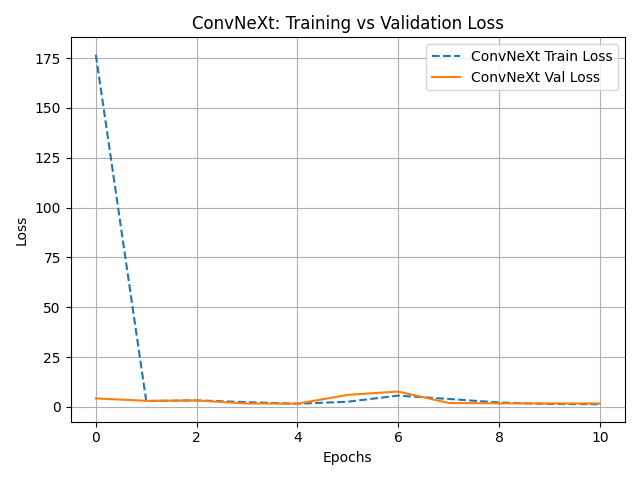 ConvNeXt: Training vs Validation Loss
ConvNeXt Train Loss
ConvNeXt Val Loss
175
150
125
100
75
50
25
0
Loss
0 2 4 6 8 10
Epochs